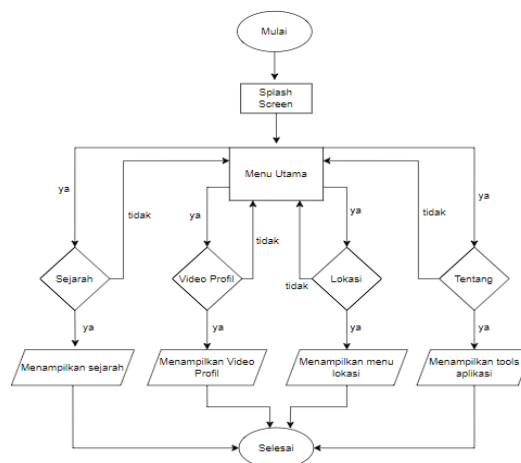 Mulai
Splash
Screen
Menu Utama
ya
tidak
ya
tidak
tidak
ya
tidak
ya
Sejarah
Video Profil
Lokasi
Tentang
ya
ya
ya
ya
Menampilkan sejarah
Menampilkan Video
Profil
Menampilkan menu
lokasi
Menampilkan tools
aplikasi
Selesai